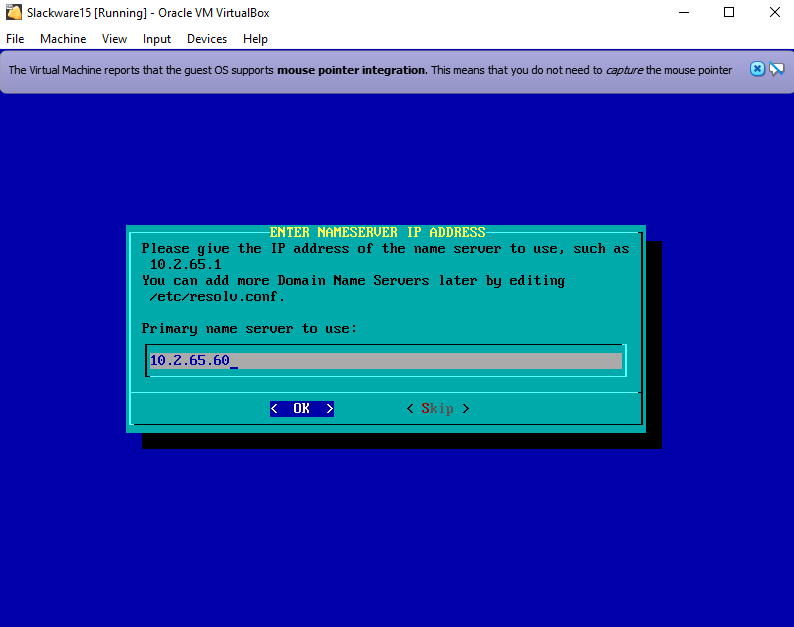 Slackware15 [Running] - Oracle VM VirtualBox
File Machine View Input Devices Help
The Virtual Machine reports that the guest OS supports mouse pointer integration. This means that you do not need to capture the mouse pointer
ENTER NAMESERVER IP ADDRESS
Please give the IP address of the name server to use, such as
10.2.65.1
You can add more Domain Name Servers later by editing
/etc/resolv.conf.
Primary name server to use:
10.2.65.60_
< OK > < Skip >